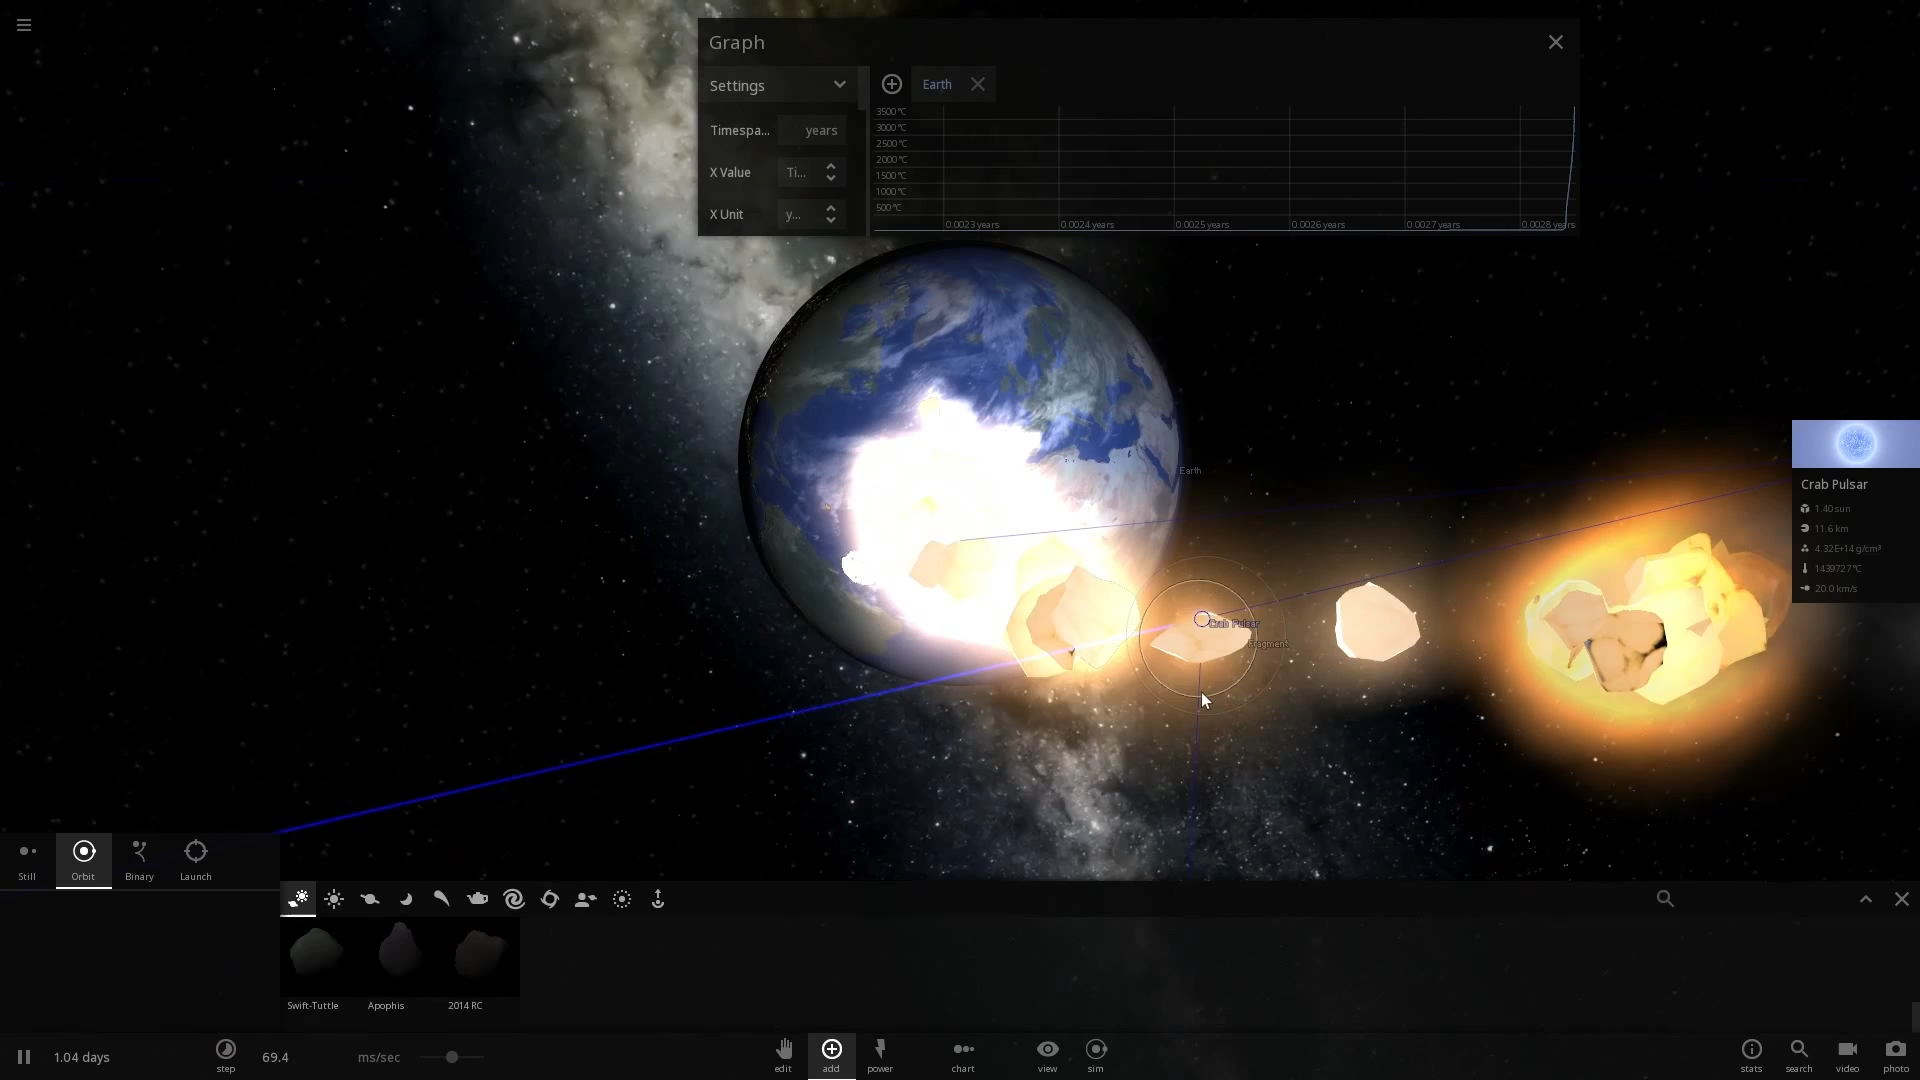 Graph
Settings
Earth
Timespa... years
X Value Ti...
X Unit y...
3500 °C
3000 °C
2500 °C
2000 °C
1500 °C
1000 °C
500 °C
0.0023 years 0.0024 years 0.0025 years 0.0026 years 0.0027 years 0.0028 years
Earth
Crab Pulsar
1.40 sun
11.6 km
4.32E+14 g/cm³
1439727 °C
20.0 km/s
Crab Pulsar
Fragment
Still Orbit Binary Launch
Swift-Tuttle Apophis 2014 RC
1.04 days step 69.4 ms/sec edit add power chart view sim stats search video photo